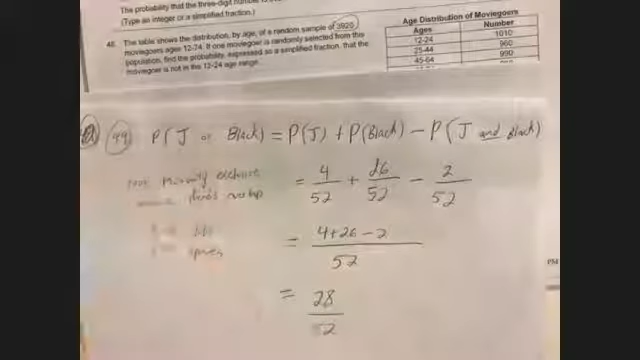 The probability that the three-digit number
(Type an integer or a simplified fraction.)
48. The table shows the distribution, by age, of a random sample of 3920
moviegoers ages 12-74. If one moviegoer is randomly selected from this
population, find the probability, expressed as a simplified fraction, that the
moviegoer is not in the 12-24 age range.
Age Distribution of Moviegoers
Ages Number
12-24 1010
25-44 960
45-64 990
49 P( J or Black) = P(J) + P(Black) - P( J and Black)
= 4/52 + 26/52 - 2/52
= 4+26-2
52
= 28
52
PM